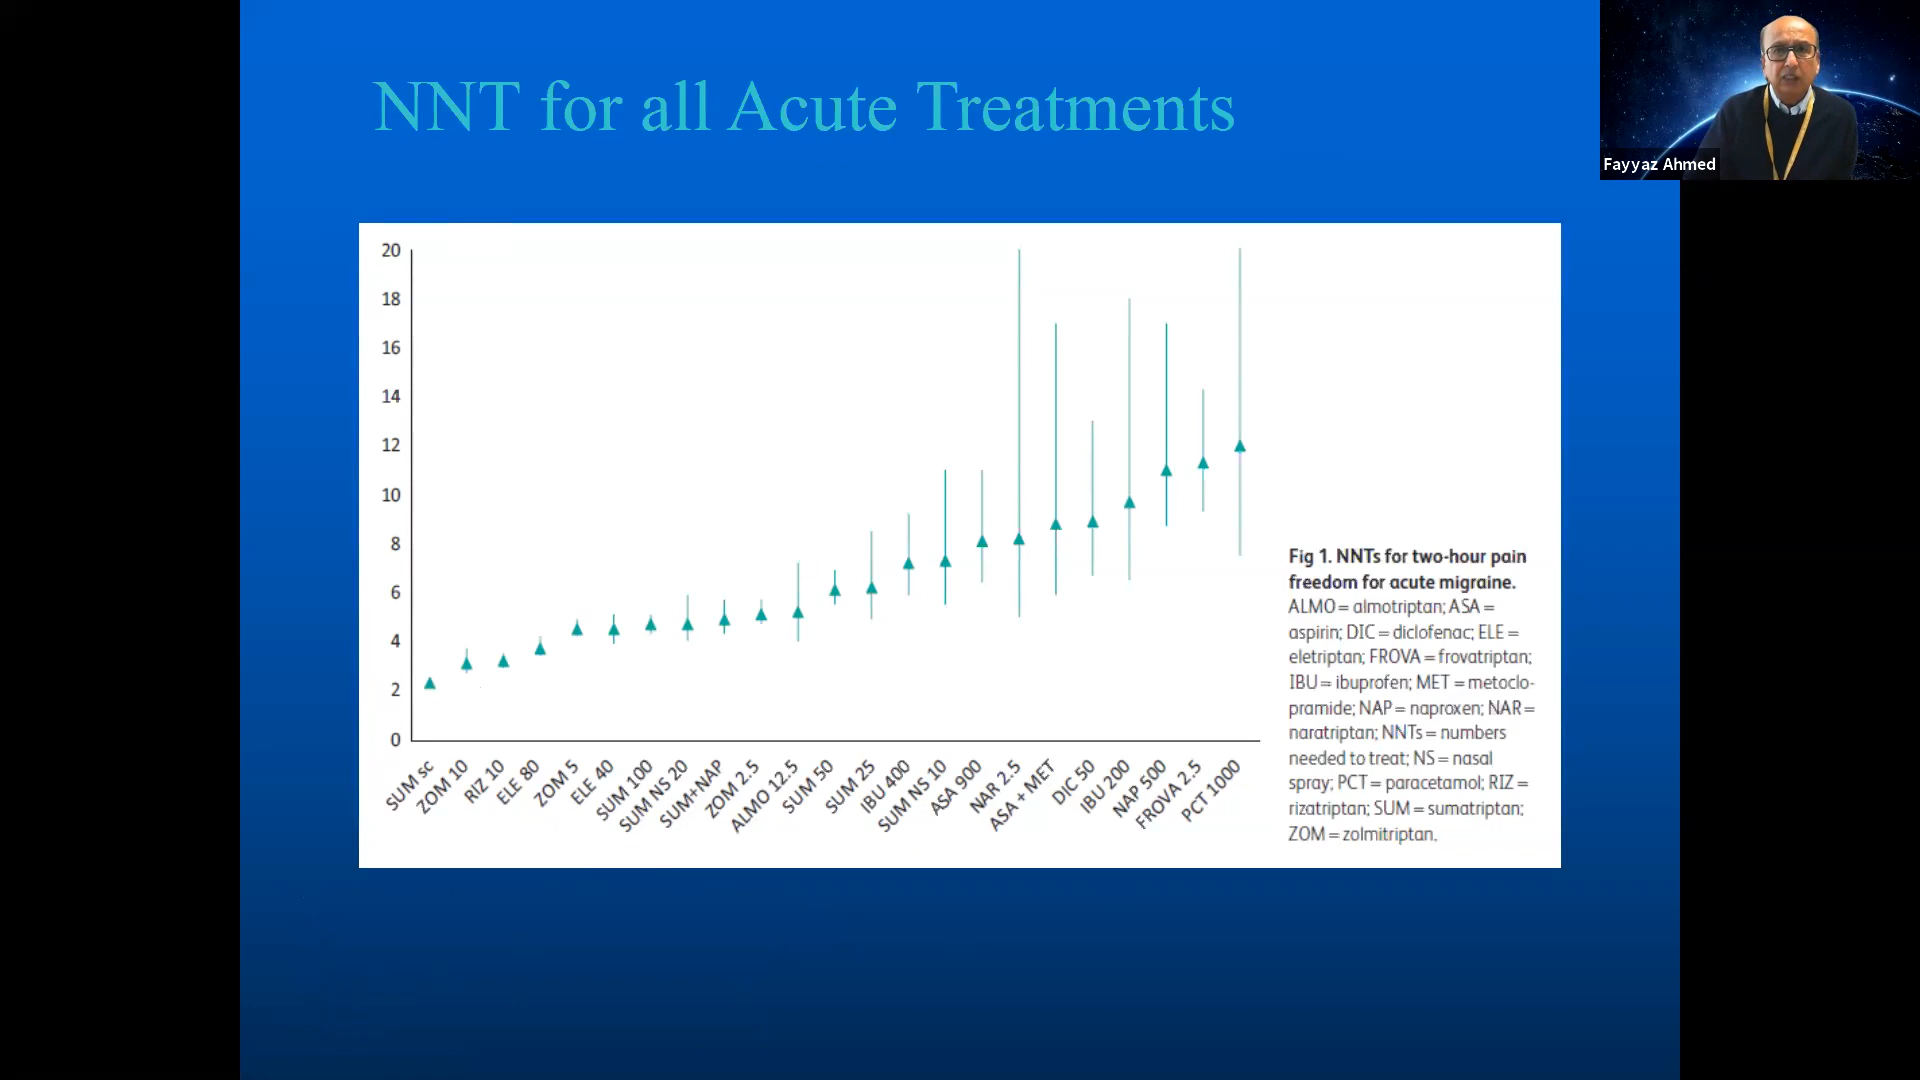 NNT for all Acute Treatments
Fayyaz Ahmed
20
18
16
14
12
10
8
6
4
2
0
SUM sc
ZOM 10
RIZ 10
ELE 80
ZOM 5
ELE 40
SUM 100
SUM NS 20
SUM+NAP
ZOM 2.5
ALMO 12.5
SUM 50
SUM 25
IBU 400
SUM NS 10
ASA 900
NAR 2.5
ASA + MET
DIC 50
IBU 200
NAP 500
FROVA 2.5
PCT 1000
Fig 1. NNTs for two-hour pain
freedom for acute migraine.
ALMO = almotriptan; ASA =
aspirin; DIC = diclofenac; ELE =
eletriptan; FROVA = frovatriptan;
IBU = ibuprofen; MET = metoclo-
pramide; NAP = naproxen; NAR =
naratriptan; NNTs = numbers
needed to treat; NS = nasal
spray; PCT = paracetamol; RIZ =
rizatriptan; SUM = sumatriptan;
ZOM = zolmitriptan.